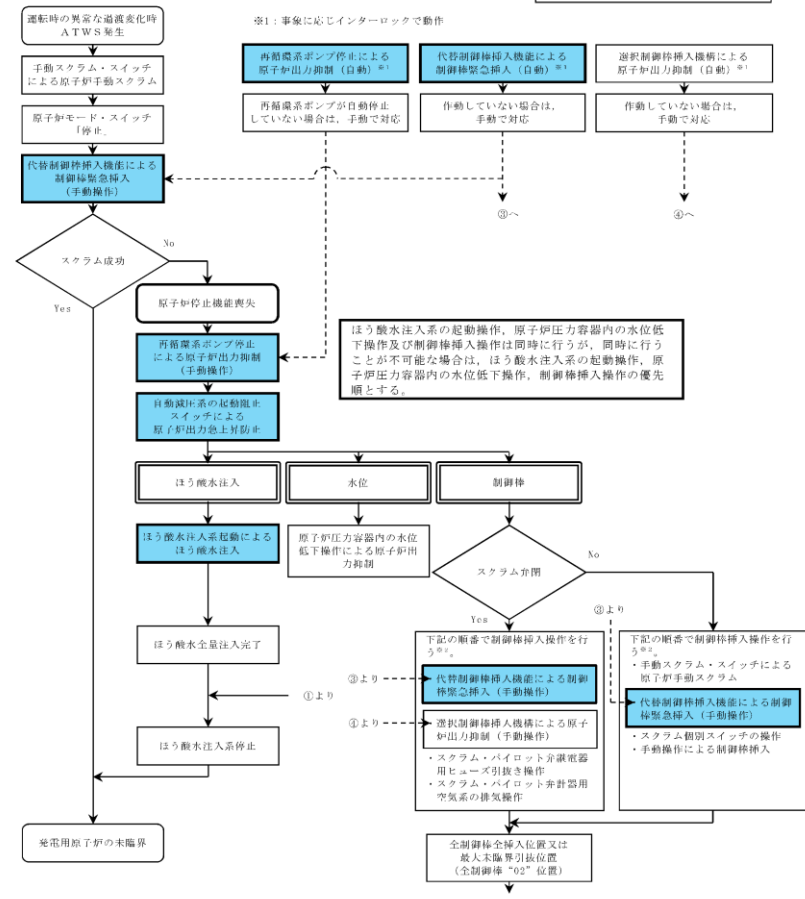 ※1：事象に応じインターロックで動作
運転時の異常な過渡変化時
ＡＴＷＳ発生
手動スクラム・スイッチ
による原子炉手動スクラム
原子炉モード・スイッチ
「停止」
代替制御棒挿入機能による
制御棒緊急挿入
（手動操作）
再循環系ポンプ停止による
原子炉出力抑制（自動）※1
再循環系ポンプが自動停止
していない場合は，手動で対応
代替制御棒挿入機能による
制御棒緊急挿入（自動）※1
作動していない場合は，
手動で対応
③へ
選択制御棒挿入機構による
原子炉出力抑制（自動）※1
作動していない場合は，
手動で対応
④へ
スクラム成功
No
Yes
原子炉停止機能喪失
再循環系ポンプ停止
による原子炉出力抑制
（手動操作）
自動減圧系の起動阻止
スイッチによる
原子炉出力急上昇防止
ほう酸水注入系の起動操作，原子炉圧力容器内の水位低
下操作及び制御棒挿入操作は同時に行うが，同時に行う
ことが不可能な場合は，ほう酸水注入系の起動操作，原
子炉圧力容器内の水位低下操作，制御棒挿入操作の優先
順とする。
ほう酸水注入
水位
制御棒
ほう酸水注入系起動による
ほう酸水注入
原子炉圧力容器内の水位
低下操作による原子炉出
力抑制
スクラム弁閉
No
Yes
ほう酸水全量注入完了
①より
ほう酸水注入系停止
下記の順番で制御棒挿入操作を行
う※2。
③より
代替制御棒挿入機能による制御
棒緊急挿入（手動操作）
④より
選択制御棒挿入機構による原子
炉出力抑制（手動操作）
・スクラム・パイロット弁継電器
用ヒューズ引抜き操作
・スクラム・パイロット弁計器用
空気系の排気操作
③より
下記の順番で制御棒挿入操作を行
う※2。
・手動スクラム・スイッチによる
原子炉手動スクラム
代替制御棒挿入機能による制御
棒緊急挿入（手動操作）
・スクラム個別スイッチの操作
・手動操作による制御棒挿入
発電用原子炉の未臨界
全制御棒全挿入位置又は
最大未臨界引抜位置
（全制御棒“02”位置）